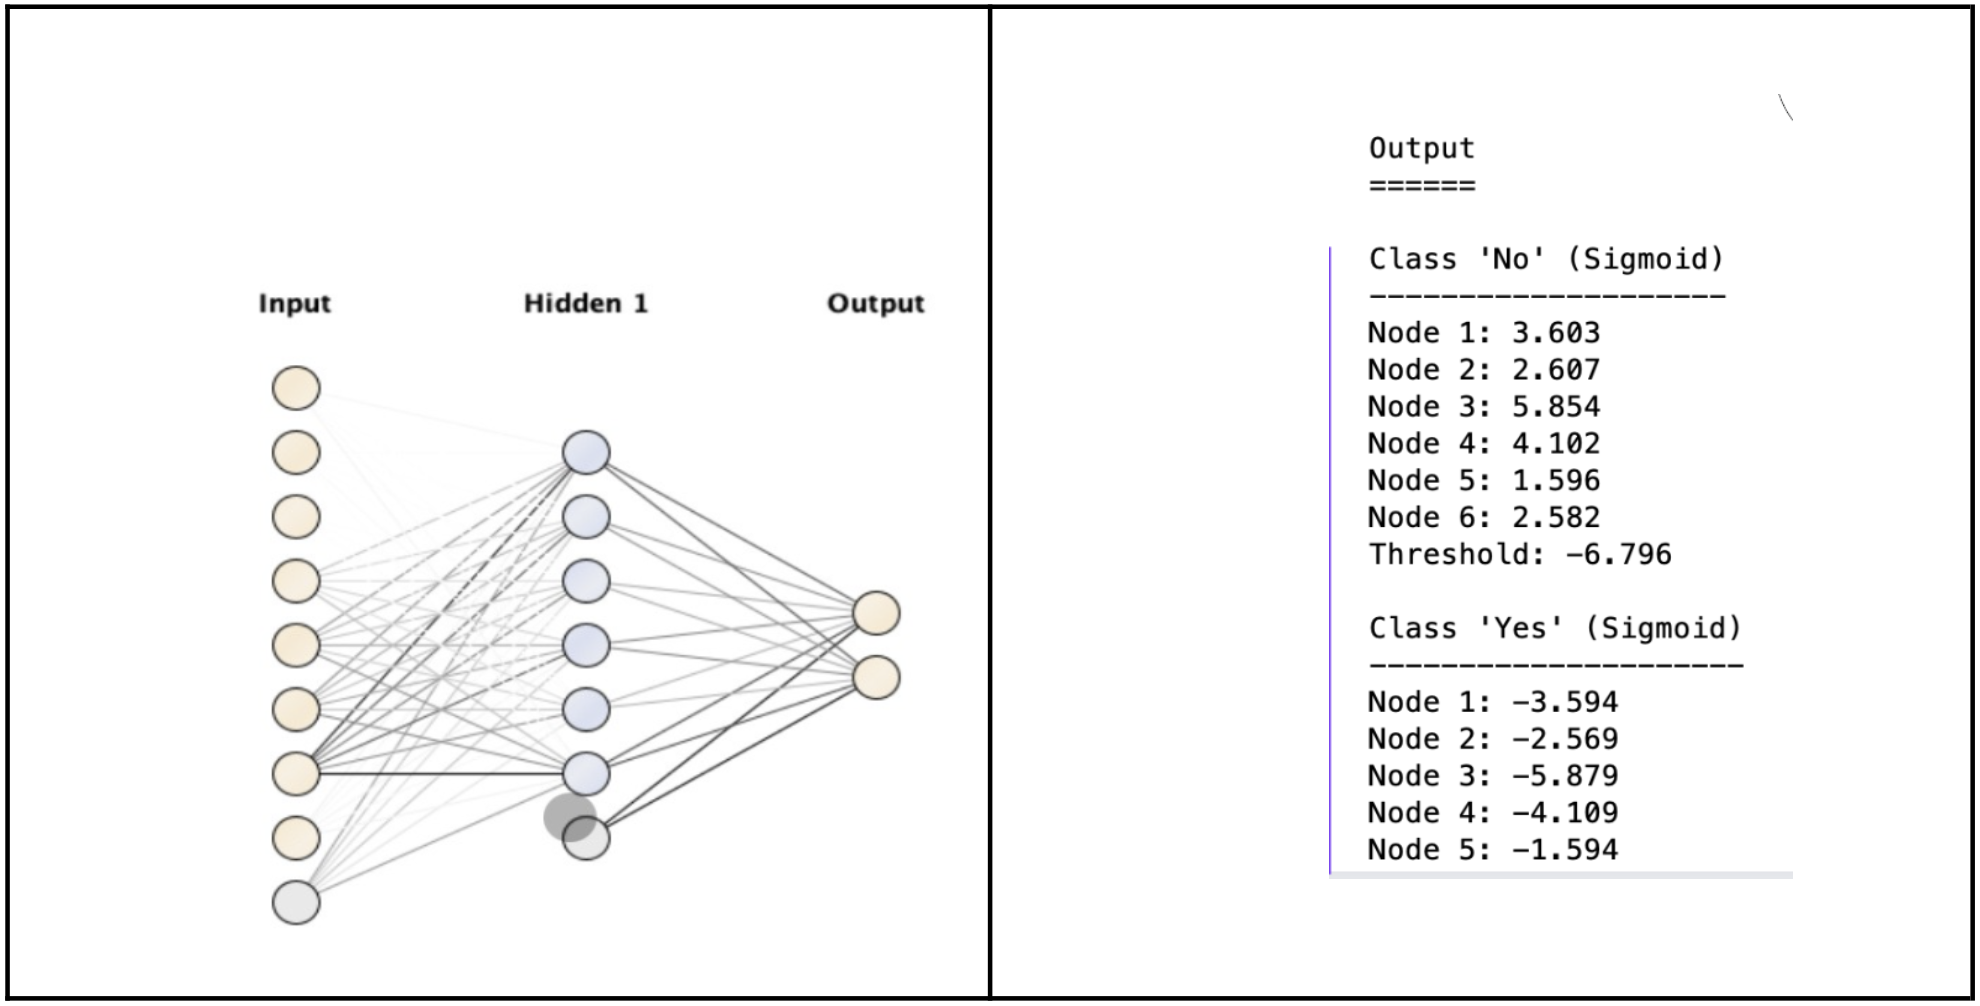 Input Hidden 1 Output
Output
======
Class 'No' (Sigmoid)
--------------------
Node 1: 3.603
Node 2: 2.607
Node 3: 5.854
Node 4: 4.102
Node 5: 1.596
Node 6: 2.582
Threshold: -6.796
Class 'Yes' (Sigmoid)
---------------------
Node 1: -3.594
Node 2: -2.569
Node 3: -5.879
Node 4: -4.109
Node 5: -1.594